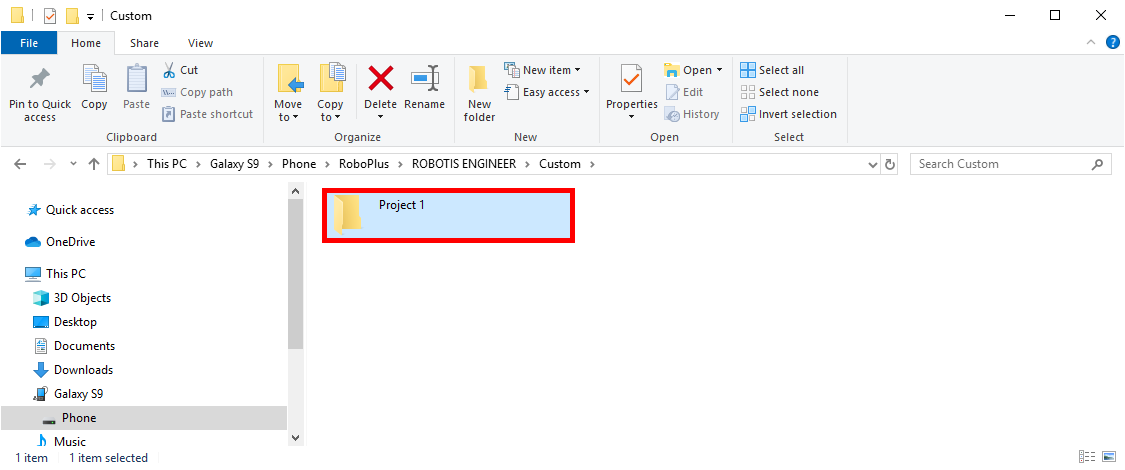 Custom
File Home Share View
Pin to Quick access
Copy
Paste
Cut
Copy path
Paste shortcut
Clipboard
Move to
Copy to
Delete
Rename
Organize
New folder
New item
Easy access
New
Properties
Open
Edit
History
Open
Select all
Select none
Invert selection
Select
This PC > Galaxy S9 > Phone > RoboPlus > ROBOTIS ENGINEER > Custom >
Search Custom
Quick access
OneDrive
This PC
3D Objects
Desktop
Documents
Downloads
Galaxy S9
Phone
Music
Project 1
1 item 1 item selected